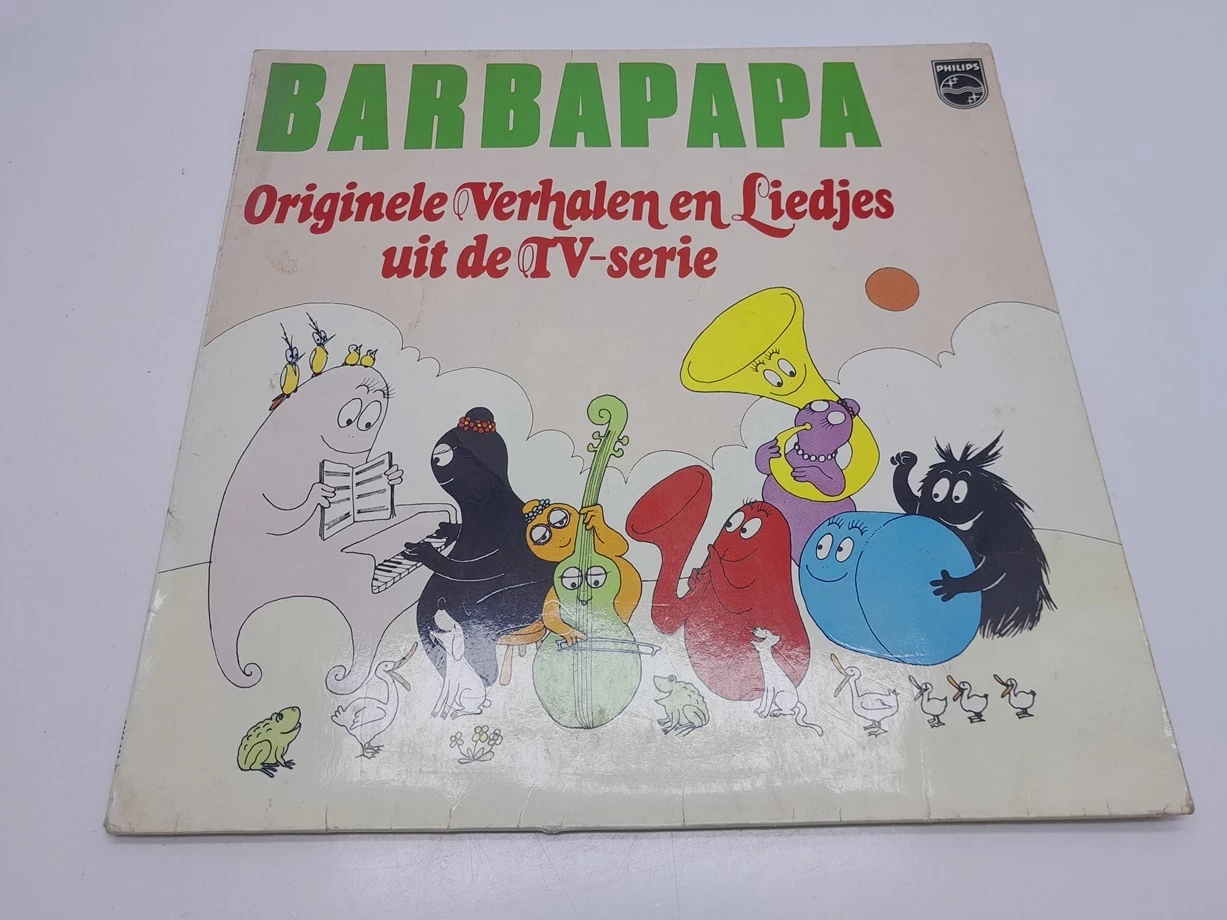 BARBAPAPA
PHILIPS
Originele Verhalen en Liedjes
uit de TV-serie